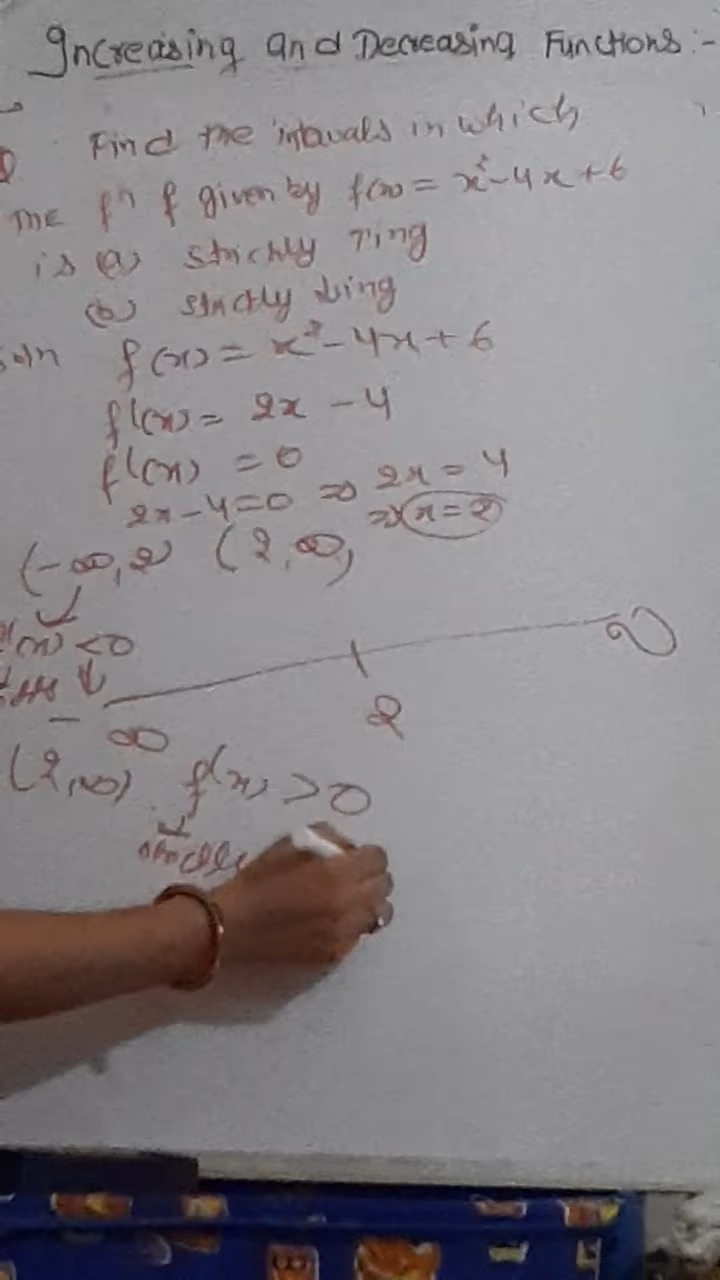 Increasing and Decreasing Functions :-
Find the intervals in which
the fⁿ f given by f(x) = x²-4x+6
is (a) strictly ↑ing
(b) strictly ↓ing
Soln f(x) = x²-4x+6
f'(x) = 2x-4
f'(x) = 0
2x-4=0 ⇒ 2x = 4
⇒ x = 2
(-∞,2) (2,∞)
f'(x) <0
↓
-∞ 2 ∞
(2,∞) f'(x) >0
strictly